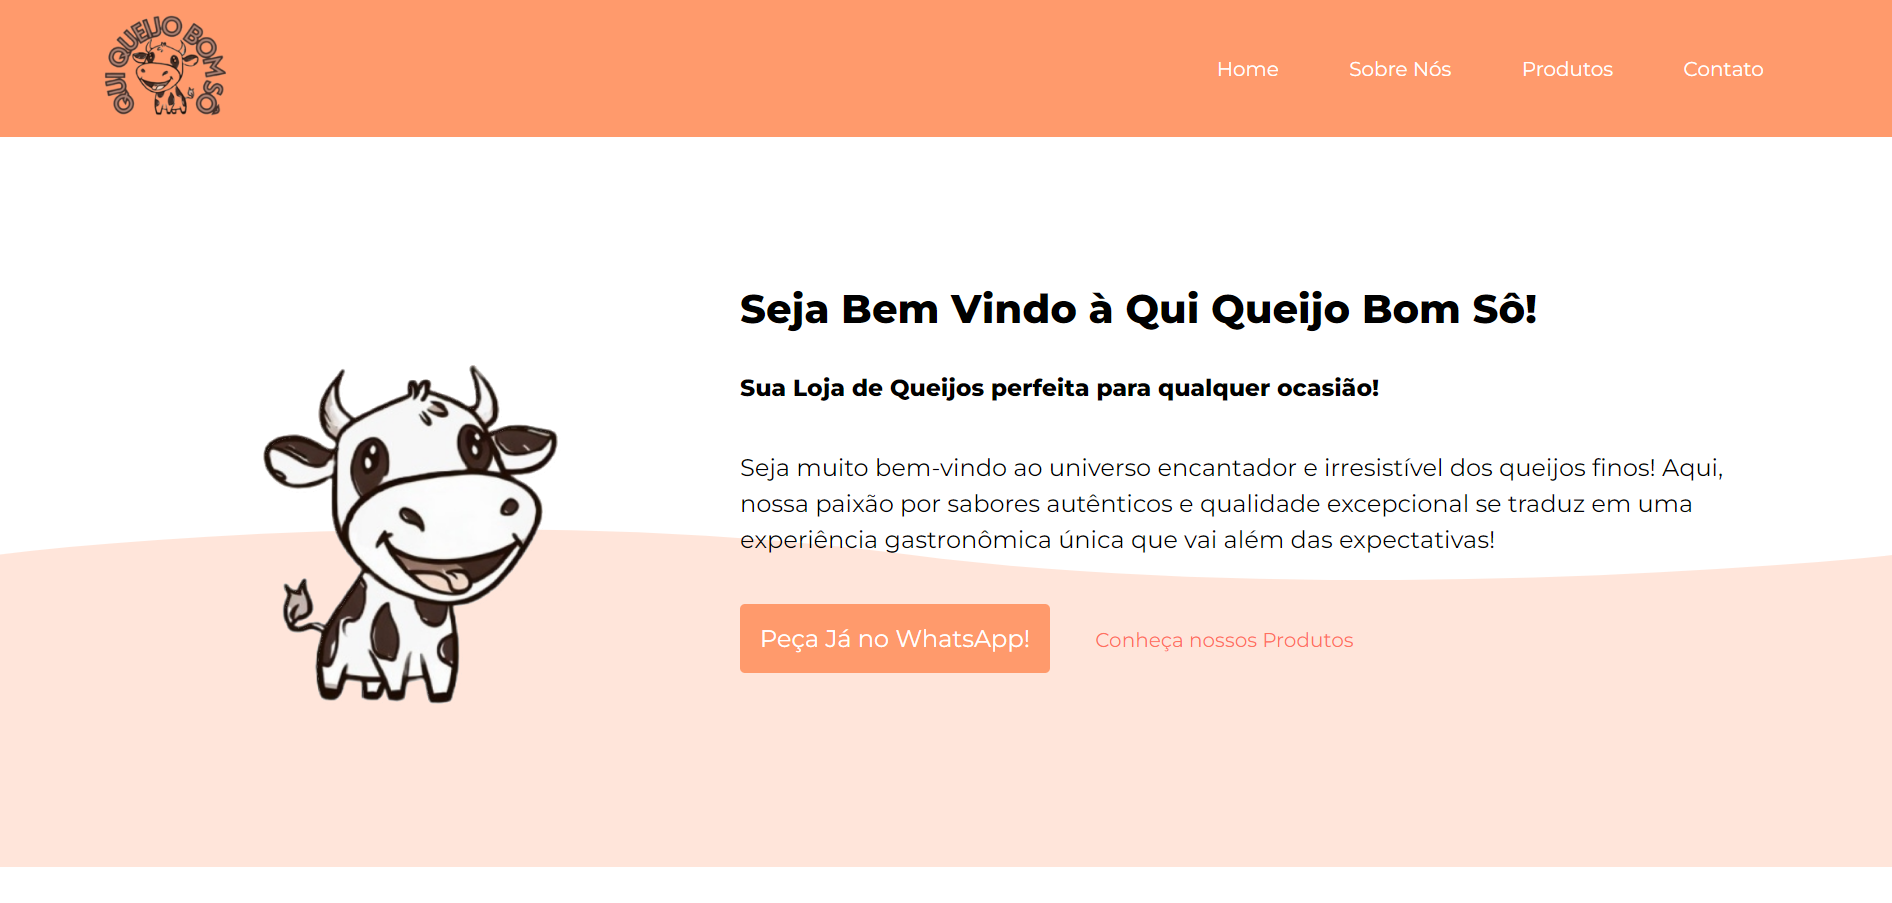 QUI QUEIJO BOM SÔ
Home
Sobre Nós
Produtos
Contato
Seja Bem Vindo à Qui Queijo Bom Sô!
Sua Loja de Queijos perfeita para qualquer ocasião!
Seja muito bem-vindo ao universo encantador e irresistível dos queijos finos! Aqui,
nossa paixão por sabores autênticos e qualidade excepcional se traduz em uma
experiência gastronômica única que vai além das expectativas!
Peça Já no WhatsApp!
Conheça nossos Produtos